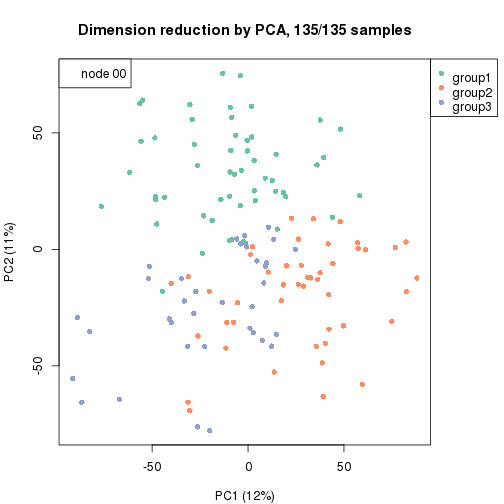 Dimension reduction by PCA, 135/135 samples
node 00
group1
group2
group3
50
0
-50
PC2 (11%)
-50
0
50
PC1 (12%)